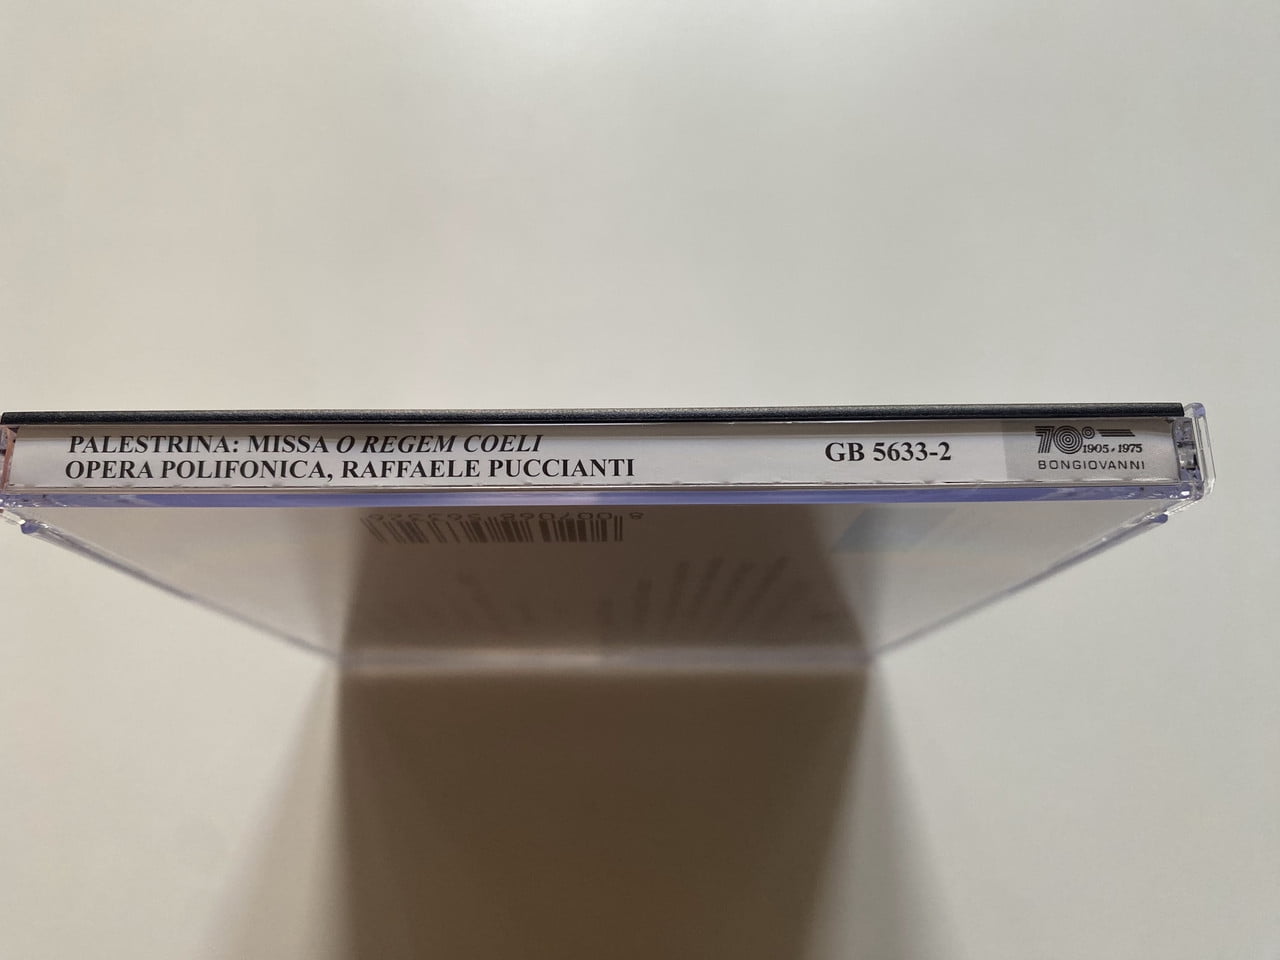 PALESTRINA: MISSA O REGEM COELI
OPERA POLIFONICA, RAFFAELE PUCCIANTI
GB 5633-2
70°
1905 • 1975
BONGIOVANNI